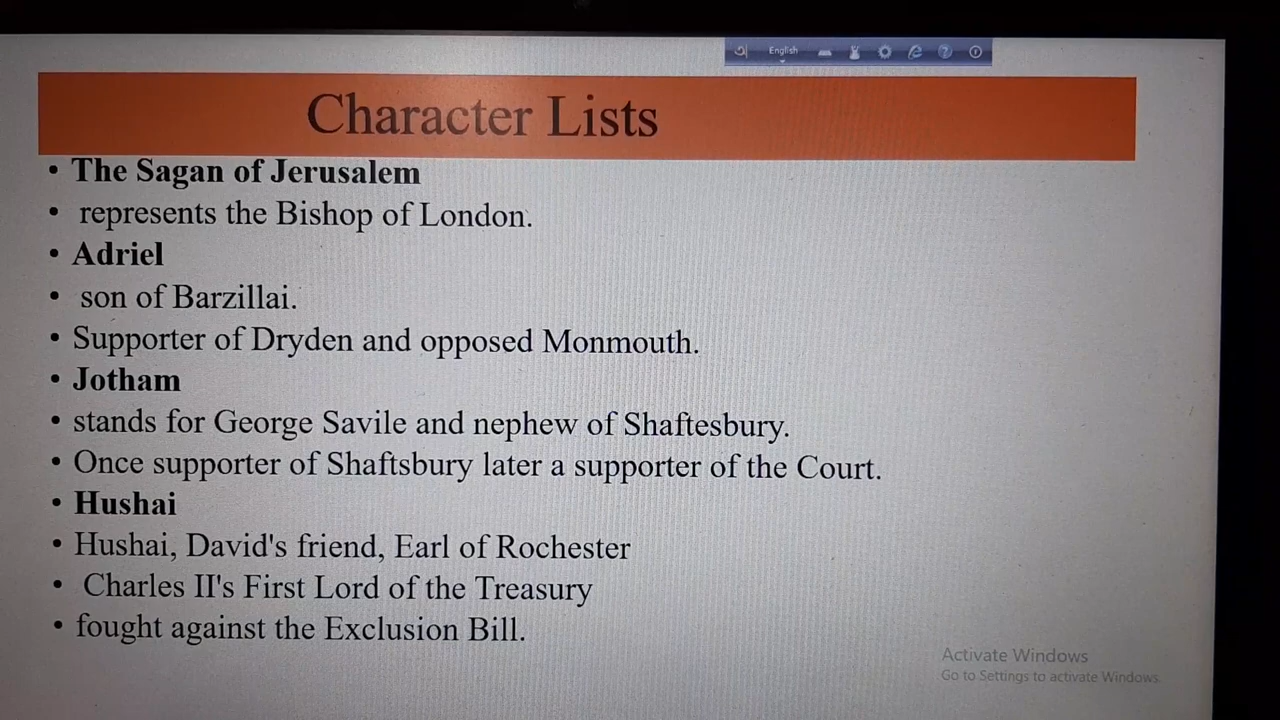 English
Character Lists
• The Sagan of Jerusalem
• represents the Bishop of London.
• Adriel
• son of Barzillai.
• Supporter of Dryden and opposed Monmouth.
• Jotham
• stands for George Savile and nephew of Shaftesbury.
• Once supporter of Shaftsbury later a supporter of the Court.
• Hushai
• Hushai, David's friend, Earl of Rochester
• Charles II's First Lord of the Treasury
• fought against the Exclusion Bill.
Activate Windows
Go to Settings to activate Windows.